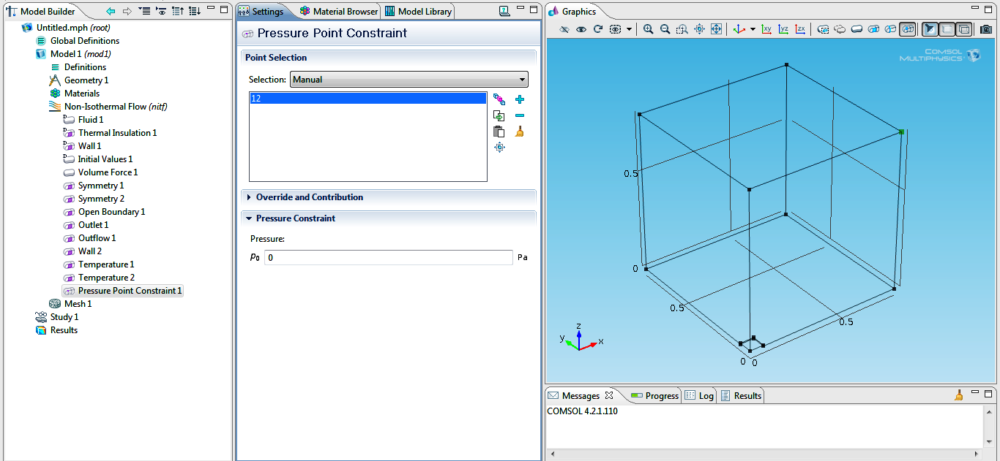 Model Builder
Untitled.mph (root)
Global Definitions
Model 1 (mod1)
Definitions
Geometry 1
Materials
Non-Isothermal Flow (nitf)
D Fluid 1
D Thermal Insulation 1
D Wall 1
D Initial Values 1
Volume Force 1
Symmetry 1
Symmetry 2
Open Boundary 1
Outlet 1
Outflow 1
Wall 2
Temperature 1
Temperature 2
Pressure Point Constraint 1
Mesh 1
Study 1
Results
Settings Material Browser Model Library
Pressure Point Constraint
Point Selection
Selection: Manual
12
Override and Contribution
Pressure Constraint
Pressure:
p0 0 Pa
Graphics
xy yz zx
COMSOL
MULTIPHYSICS
0.5
0
0.5
0.5
0 0
z
y
x
Messages Progress Log Results
COMSOL 4.2.1.110